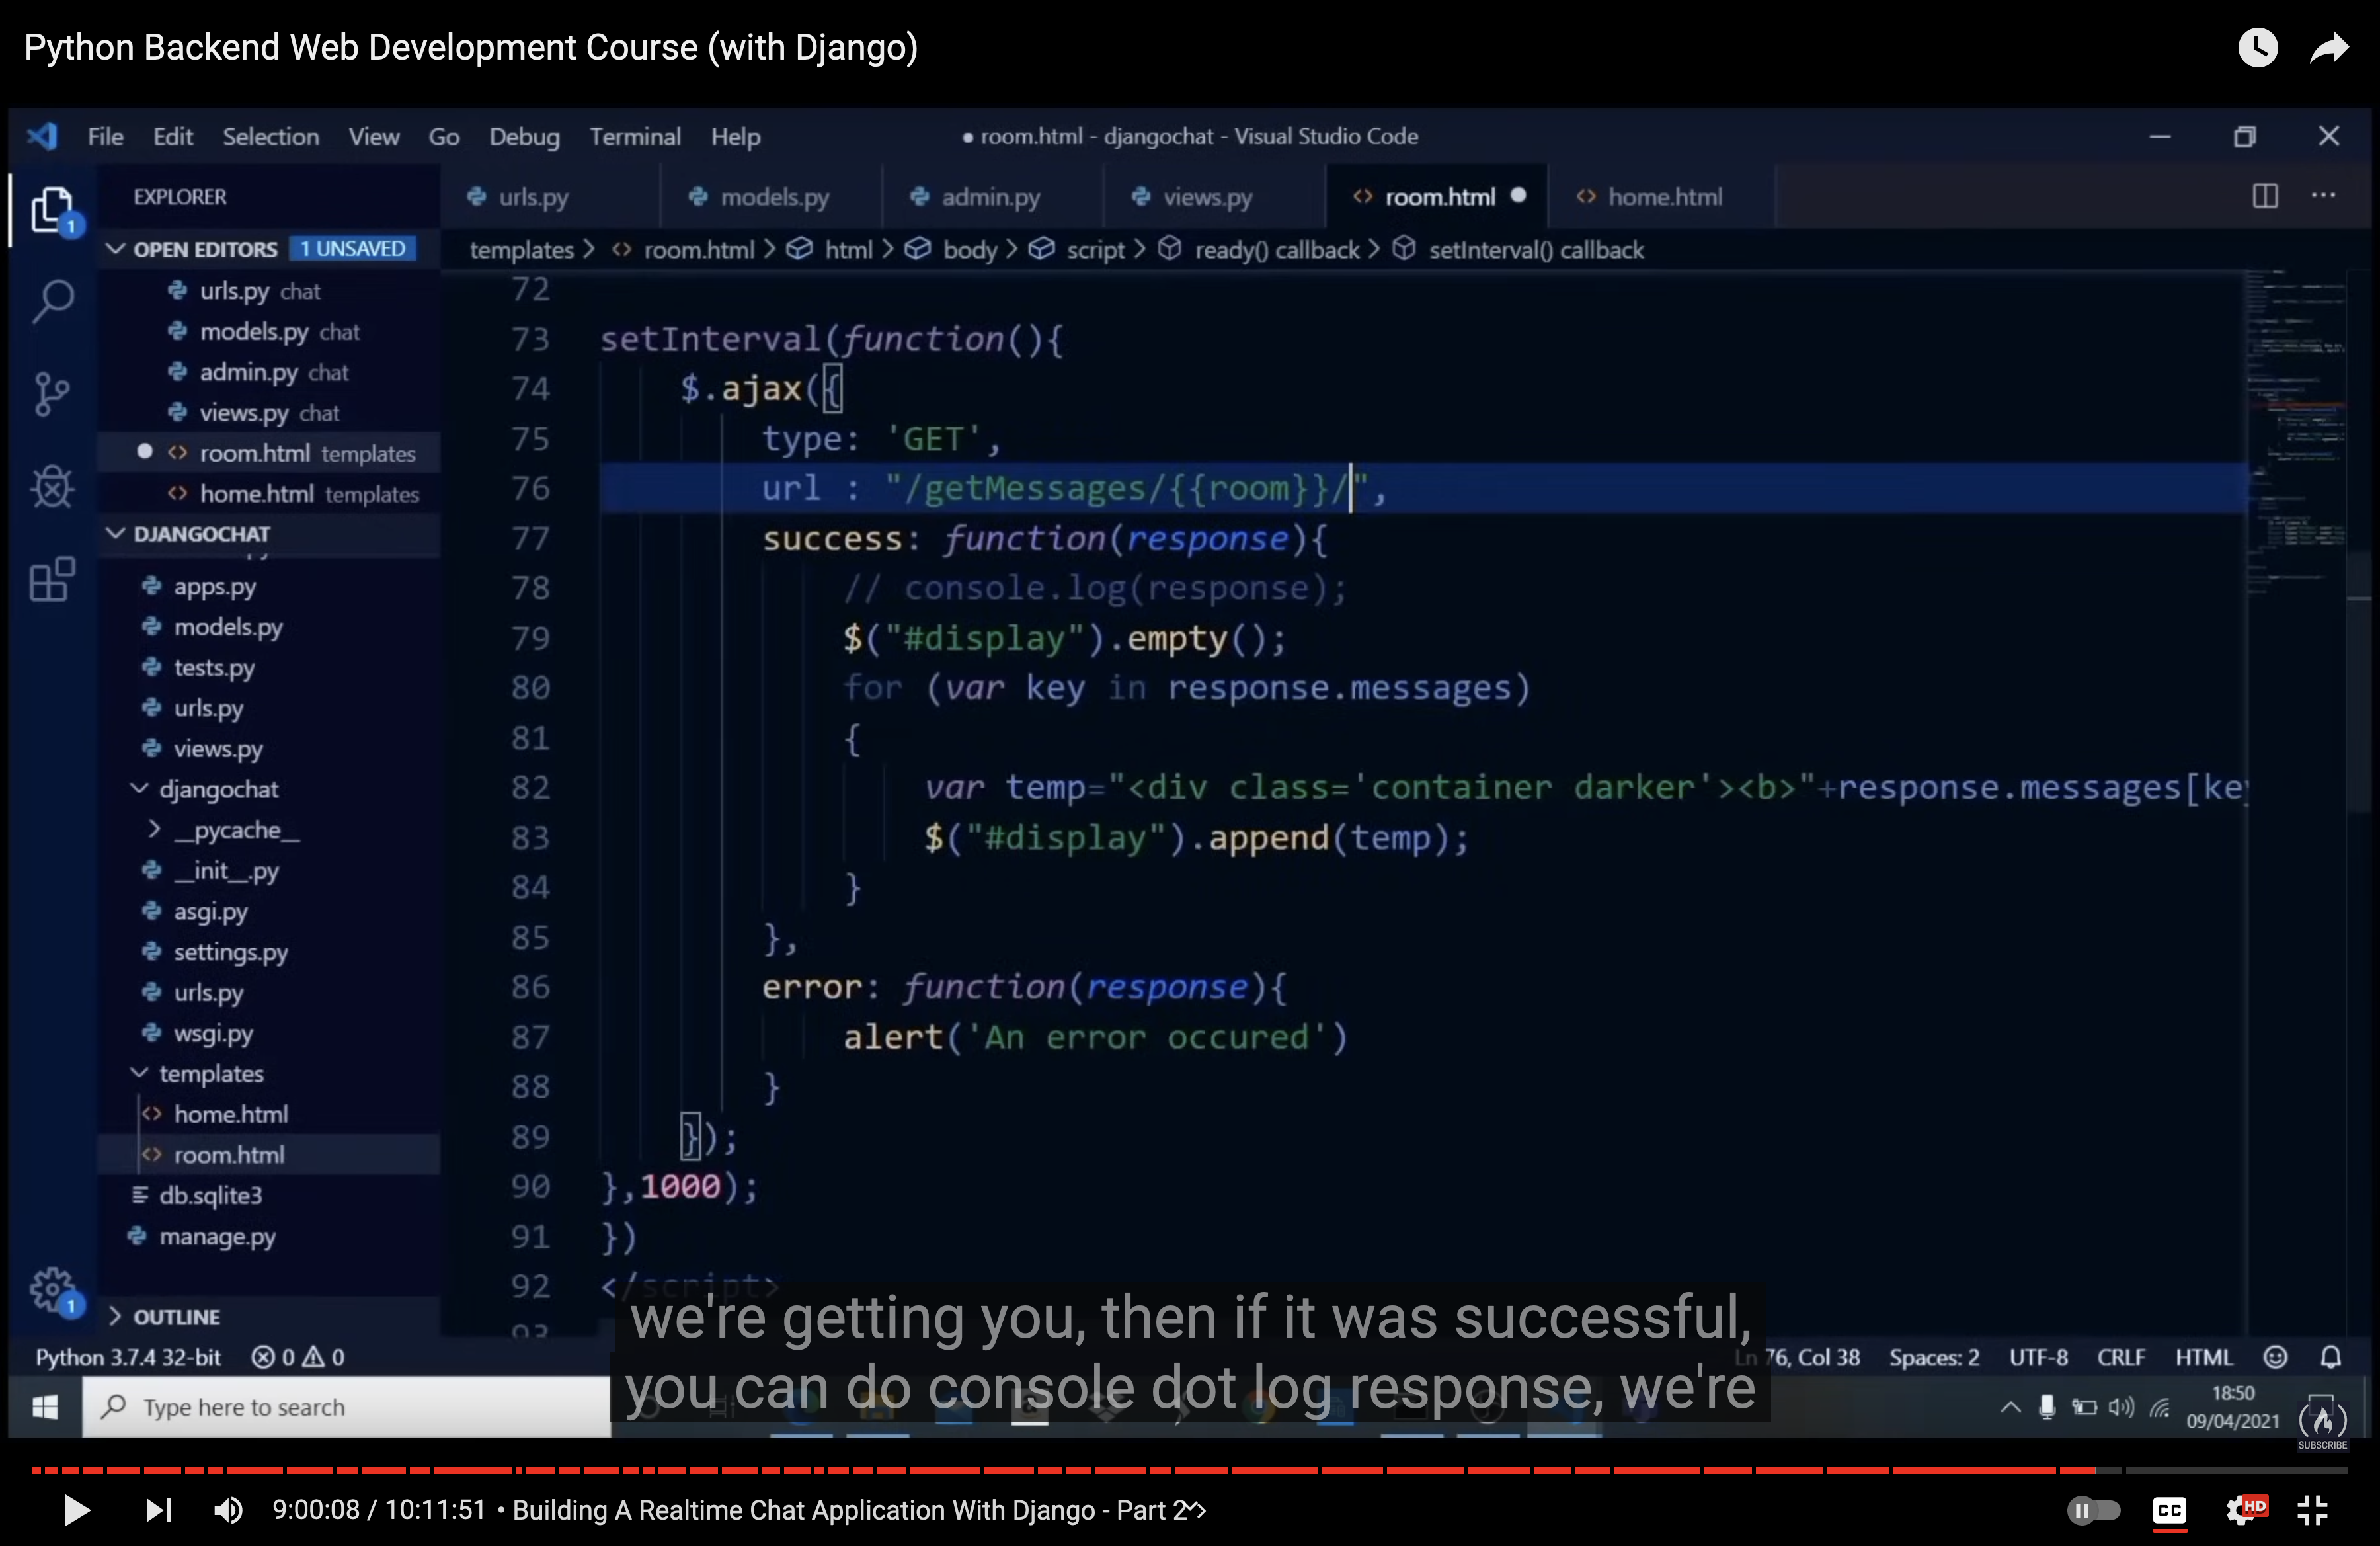 Python Backend Web Development Course (with Django)
File Edit Selection View Go Debug Terminal Help
● room.html - djangochat - Visual Studio Code
EXPLORER
urls.py models.py admin.py views.py room.html home.html
OPEN EDITORS 1 UNSAVED
templates > room.html > html > body > script > ready() callback > setInterval() callback
urls.py chat
models.py chat
admin.py chat
views.py chat
room.html templates
home.html templates
DJANGOCHAT
apps.py
models.py
tests.py
urls.py
views.py
djangochat
__pycache__
__init__.py
asgi.py
settings.py
urls.py
wsgi.py
templates
home.html
room.html
db.sqlite3
manage.py
OUTLINE
1
1
72
73 setInterval(function(){
74 $.ajax({
75 type: 'GET',
76 url : "/getMessages/{{room}}/",
77 success: function(response){
78 // console.log(response);
79 $("#display").empty();
80 for (var key in response.messages)
81 {
82 var temp="<div class='container darker'><b>"+response.messages[key
83 $("#display").append(temp);
84 }
85 },
86 error: function(response){
87 alert('An error occured')
88 }
89 });
90 },1000);
91 })
92 </script>
93
we're getting you, then if it was successful,
you can do console dot log response, we're
Python 3.7.4 32-bit 0 0
Ln 76, Col 38 Spaces: 2 UTF-8 CRLF HTML
Type here to search
18:50
09/04/2021
SUBSCRIBE
9:00:08 / 10:11:51 • Building A Realtime Chat Application With Django - Part 2
CC
HD